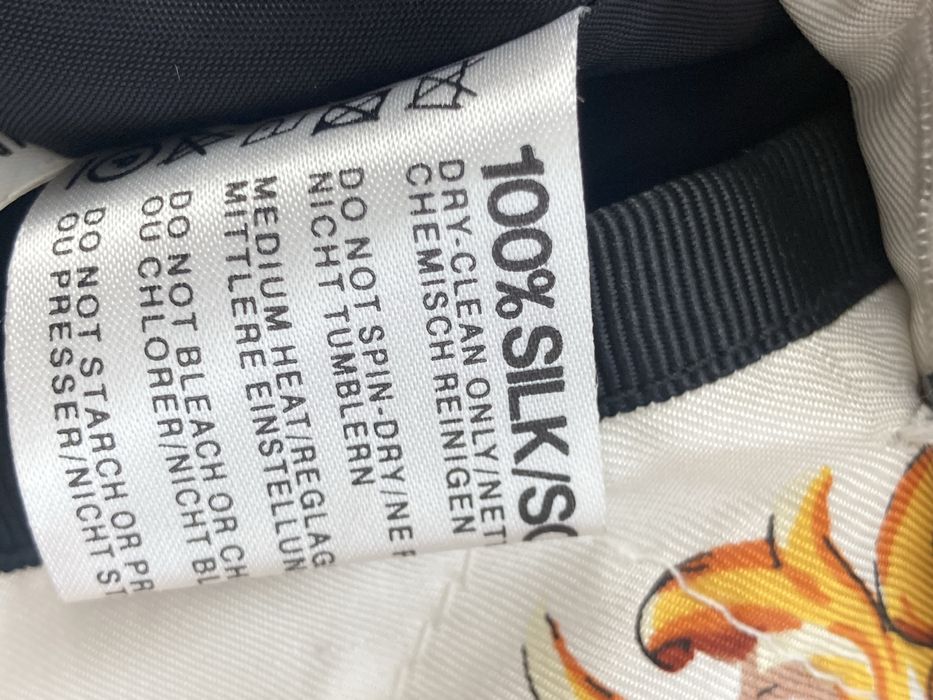 100% SILK/SO
DRY-CLEAN ONLY/NET
CHEMISCH REINIGEN
DO NOT SPIN-DRY/NE
NICHT TUMBLERN
MEDIUM HEAT/REGLAG
MITTLERE EINSTELLUN
DO NOT BLEACH OR CH
OU CHLORER/NICHT BL
DO NOT STARCH OR PR
OU PRESSER/NICHT ST